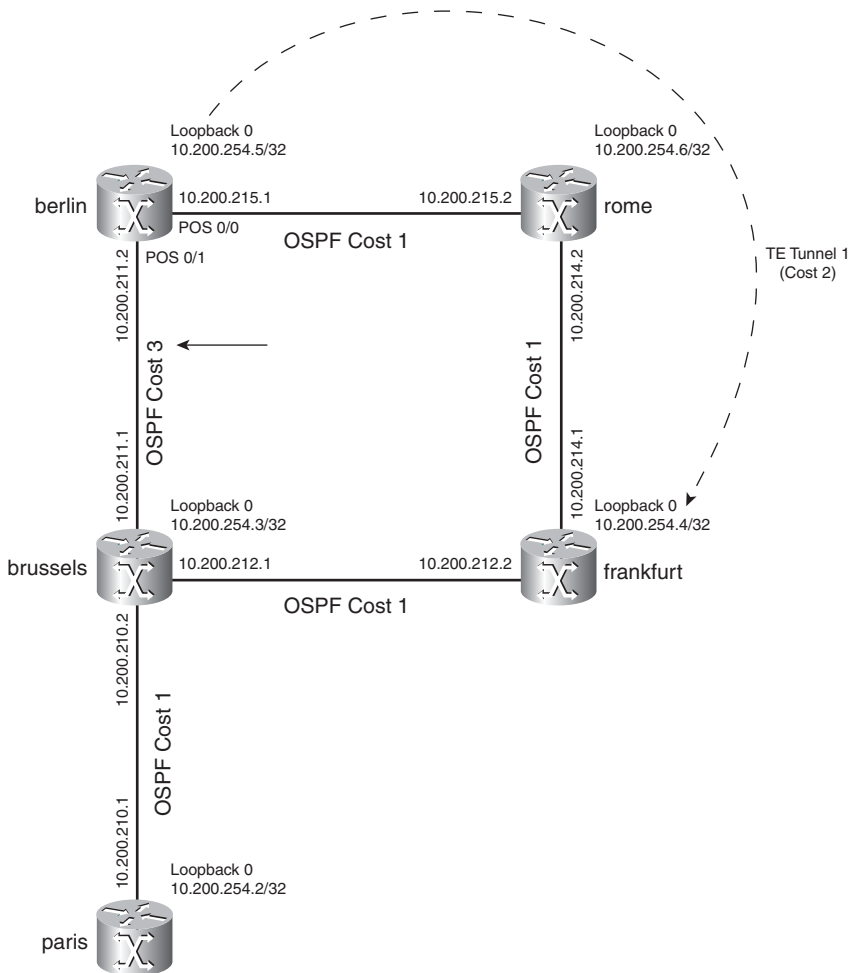 Loopback 0
10.200.254.5/32
Loopback 0
10.200.254.6/32
berlin
10.200.215.1
10.200.215.2
rome
POS 0/0
OSPF Cost 1
POS 0/1
TE Tunnel 1
(Cost 2)
10.200.211.2
10.200.214.2
OSPF Cost 3
OSPF Cost 1
10.200.211.1
10.200.214.1
Loopback 0
10.200.254.3/32
Loopback 0
10.200.254.4/32
brussels
10.200.212.1
10.200.212.2
frankfurt
OSPF Cost 1
10.200.210.2
OSPF Cost 1
10.200.210.1
Loopback 0
10.200.254.2/32
paris